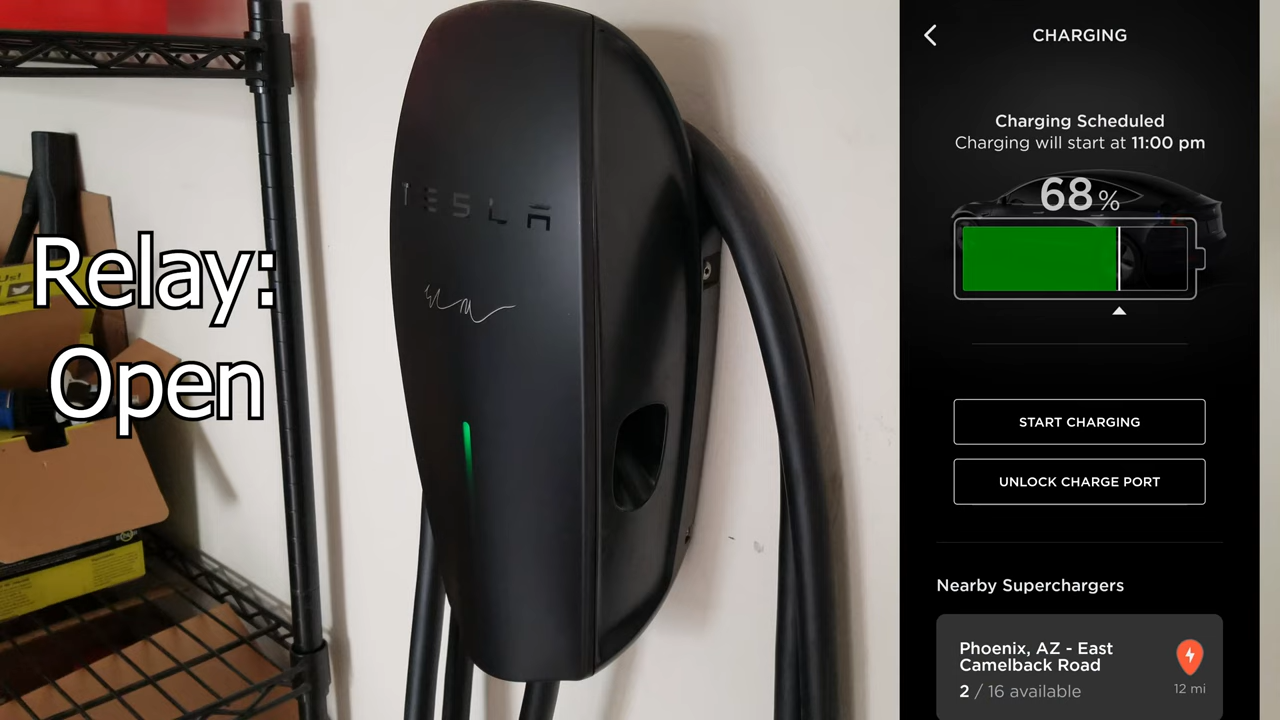 Relay:
Open
TESLA
CHARGING
Charging Scheduled
Charging will start at 11:00 pm
68%
START CHARGING
UNLOCK CHARGE PORT
Nearby Superchargers
Phoenix, AZ - East
Camelback Road
2 / 16 available
12 mi